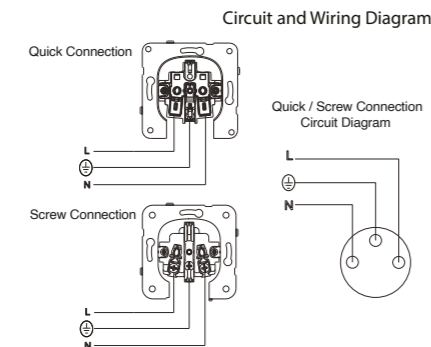 Circuit and Wiring Diagram
Quick Connection
L
N
Quick / Screw Connection
Circuit Diagram
L
N
Screw Connection
L
N